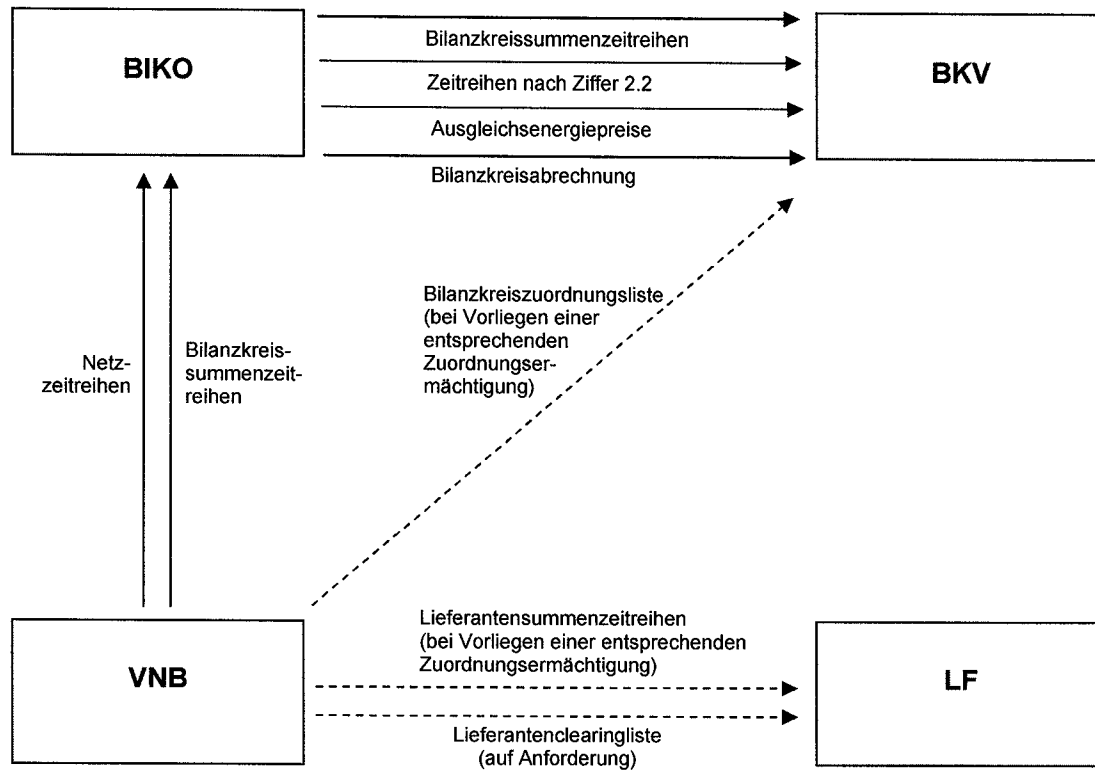 BIKO
Bilanzkreissummenzeitreihen
Zeitreihen nach Ziffer 2.2
Ausgleichsenergiepreise
Bilanzkreisabrechnung
BKV
Netz-
zeitreihen
Bilanzkreis-
summenzeit-
reihen
Bilanzkreiszuordnungsliste
(bei Vorliegen einer
entsprechenden
Zuordnungser-
mächtigung)
VNB
Lieferantensummenzeitreihen
(bei Vorliegen einer entsprechenden
Zuordnungsermächtigung)
Lieferantenclearingliste
(auf Anforderung)
LF